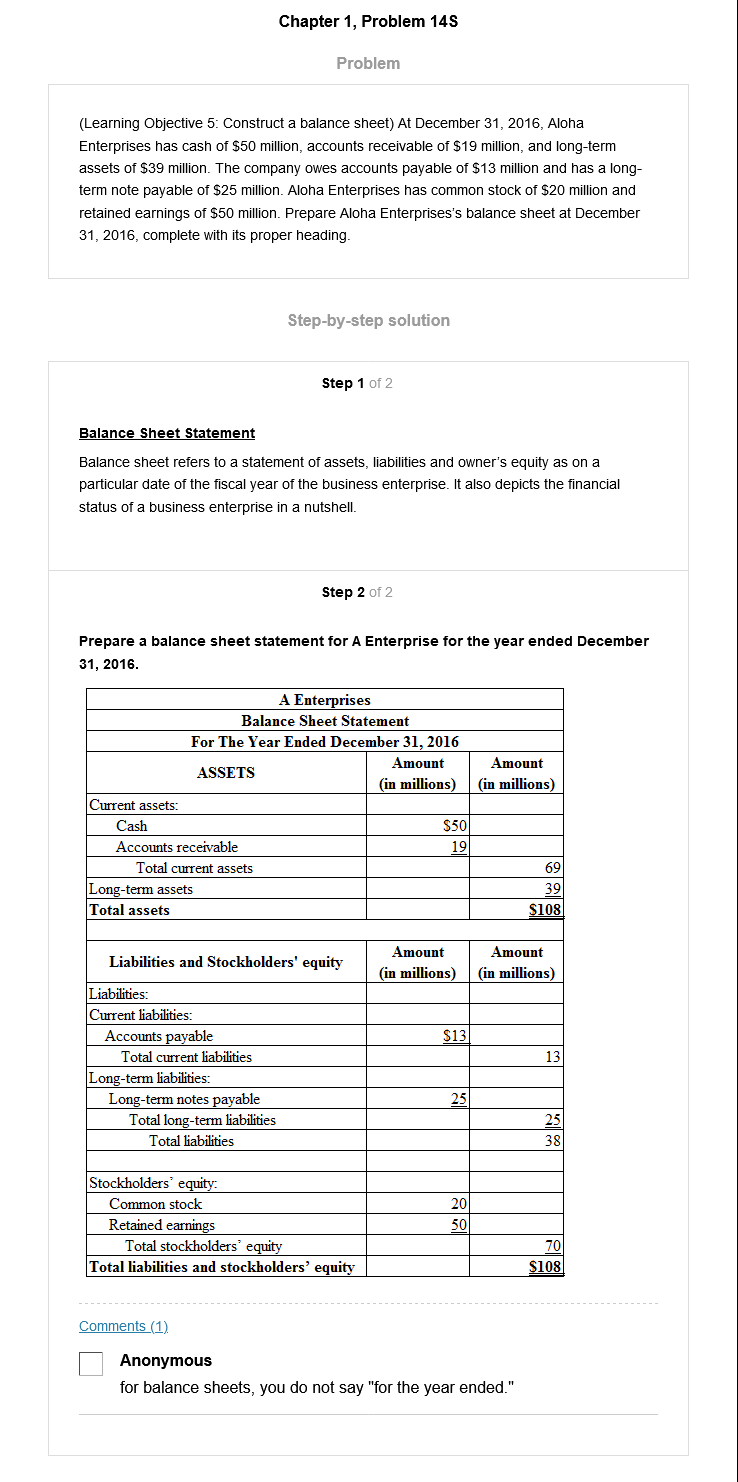 Chapter 1, Problem 14S
Problem
(Learning Objective 5: Construct a balance sheet) At December 31, 2016, Aloha
Enterprises has cash of $50 million, accounts receivable of $19 million, and long-term
assets of $39 million. The company owes accounts payable of $13 million and has a long-
term note payable of $25 million. Aloha Enterprises has common stock of $20 million and
retained earnings of $50 million. Prepare Aloha Enterprises's balance sheet at December
31, 2016, complete with its proper heading.
Step-by-step solution
Step 1 of 2
Balance Sheet Statement
Balance sheet refers to a statement of assets, liabilities and owner's equity as on a
particular date of the fiscal year of the business enterprise. It also depicts the financial
status of a business enterprise in a nutshell.
Step 2 of 2
Prepare a balance sheet statement for A Enterprise for the year ended December
31, 2016.
A Enterprises
Balance Sheet Statement
For The Year Ended December 31, 2016
ASSETS Amount (in millions) Amount (in millions)
Current assets:
Cash $50
Accounts receivable 19
Total current assets 69
Long-term assets 39
Total assets $108
Liabilities and Stockholders' equity Amount (in millions) Amount (in millions)
Liabilities:
Current liabilities:
Accounts payable $13
Total current liabilities 13
Long-term liabilities:
Long-term notes payable 25
Total long-term liabilities 25
Total liabilities 38
Stockholders' equity:
Common stock 20
Retained earnings 50
Total stockholders' equity 70
Total liabilities and stockholders' equity $108
Comments (1)
Anonymous
for balance sheets, you do not say "for the year ended."